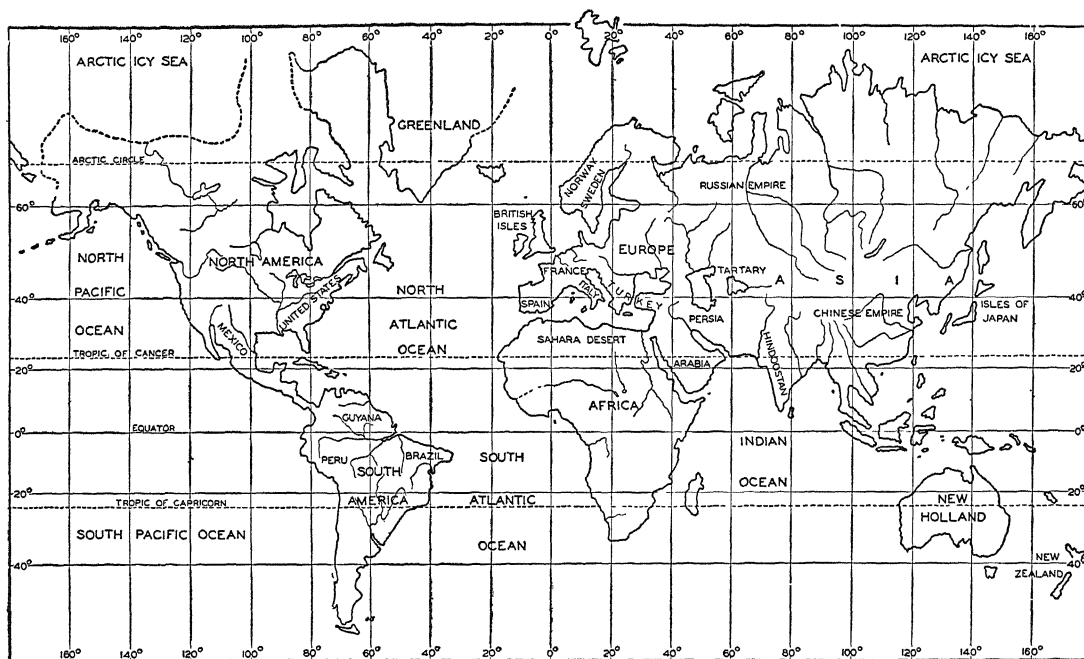 160° 140° 120° 100° 80° 60° 40° 20° 0° 20° 40° 60° 80° 100° 120° 140° 160°
ARCTIC ICY SEA
ARCTIC ICY SEA
GREENLAND
ARCTIC CIRCLE
NORWAY
SWEDEN
RUSSIAN EMPIRE
60°
60°
BRITISH
ISLES
EUROPE
NORTH
PACIFIC
OCEAN
NORTH AMERICA
UNITED STATES
MEXICO
NORTH
ATLANTIC
OCEAN
FRANCE
ITALY
SPAIN
TURKEY
TARTARY
ASIA
PERSIA
CHINESE EMPIRE
ISLES OF
JAPAN
40°
40°
TROPIC OF CANCER
SAHARA DESERT
ARABIA
HINDOOSTAN
20°
20°
AFRICA
GUYANA
EQUATOR
0°
0°
PERU
BRAZIL
SOUTH
AMERICA
SOUTH
ATLANTIC
OCEAN
INDIAN
OCEAN
20°
20°
TROPIC OF CAPRICORN
NEW
HOLLAND
SOUTH PACIFIC OCEAN
40°
40°
NEW
ZEALAND
160° 140° 120° 100° 80° 60° 40° 20° 0° 20° 40° 60° 80° 100° 120° 140° 160°